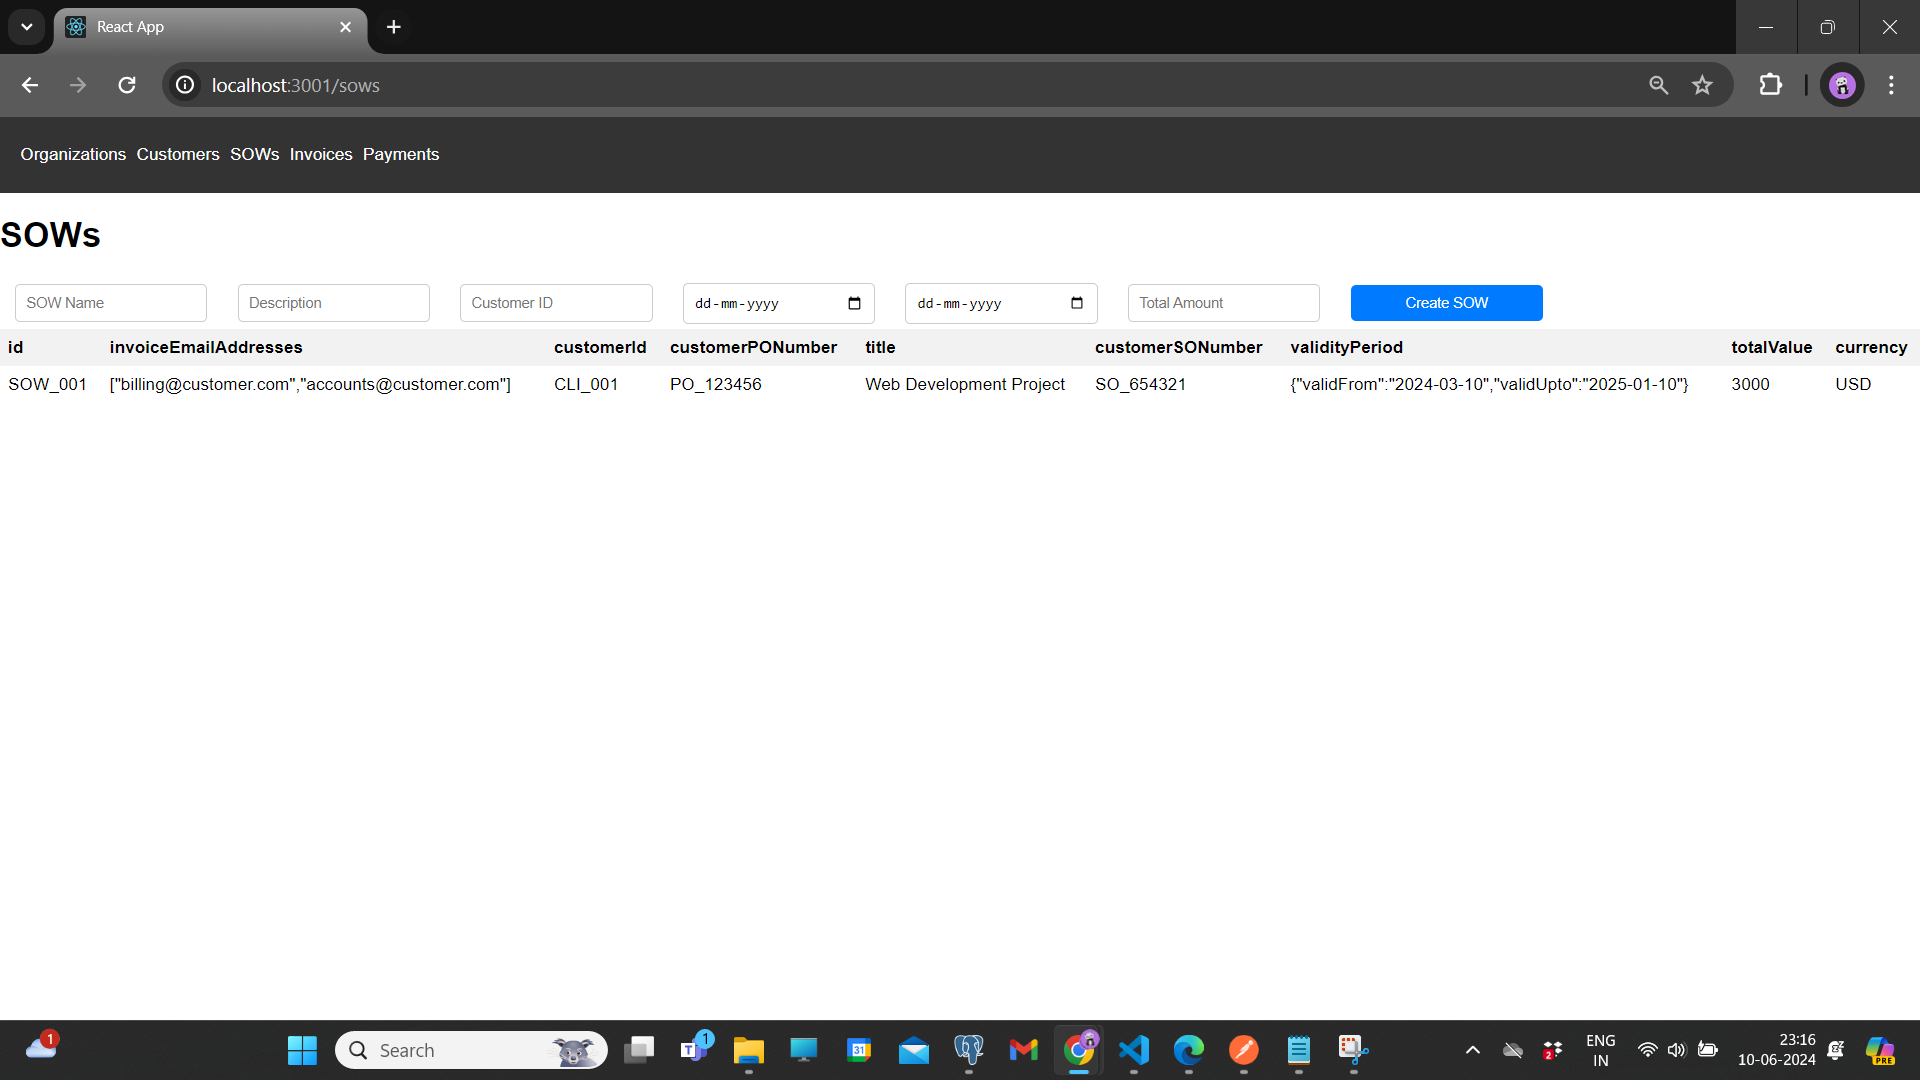 React App
localhost:3001/sows
Organizations Customers SOWs Invoices Payments
SOWs
SOW Name Description Customer ID dd-mm-yyyy dd-mm-yyyy Total Amount Create SOW
id invoiceEmailAddresses customerId customerPONumber title customerSONumber validityPeriod totalValue currency
SOW_001 ["billing@customer.com","accounts@customer.com"] CLI_001 PO_123456 Web Development Project SO_654321 {"validFrom":"2024-03-10","validUpto":"2025-01-10"} 3000 USD
1 Search 1 T 31 2 ENG 23:16
IN 10-06-2024 PRE